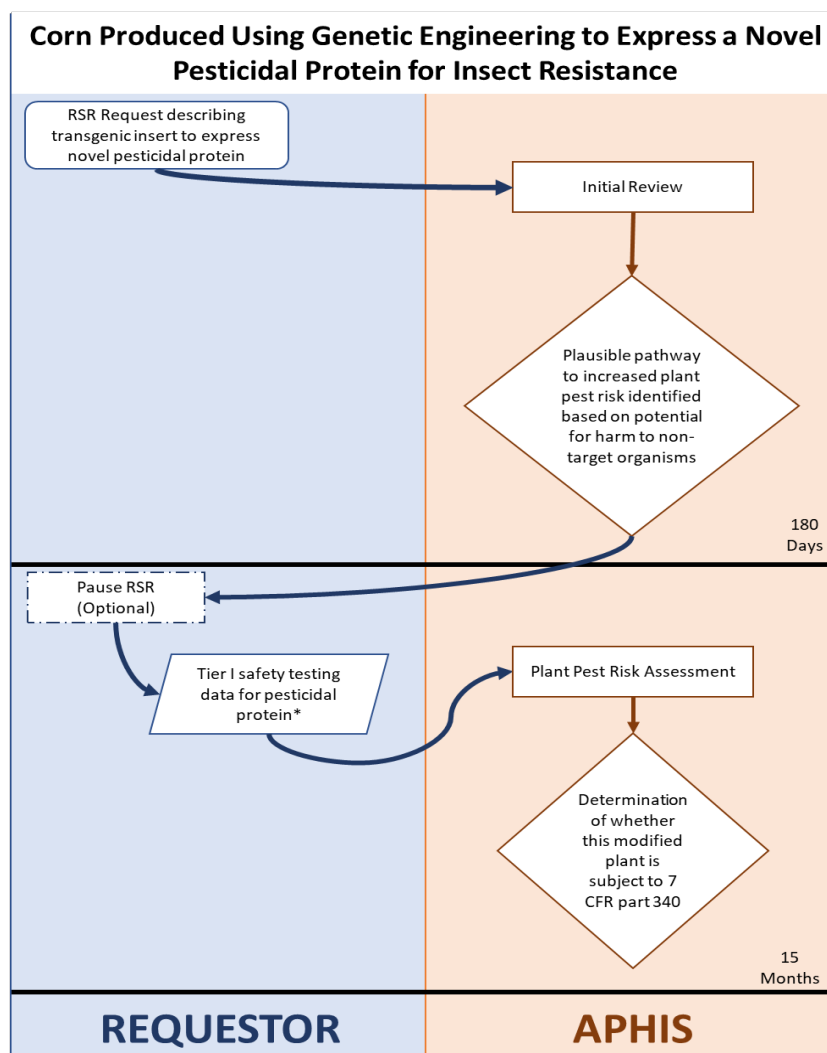 Corn Produced Using Genetic Engineering to Express a Novel
Pesticidal Protein for Insect Resistance
RSR Request describing
transgenic insert to express
novel pesticidal protein
Initial Review
Plausible pathway
to increased plant
pest risk identified
based on potential
for harm to non-
target organisms
180
Days
Pause RSR
(Optional)
Tier I safety testing
data for pesticidal
protein*
Plant Pest Risk Assessment
Determination
of whether
this modified
plant is
subject to 7
CFR part 340
15
Months
REQUESTOR
APHIS